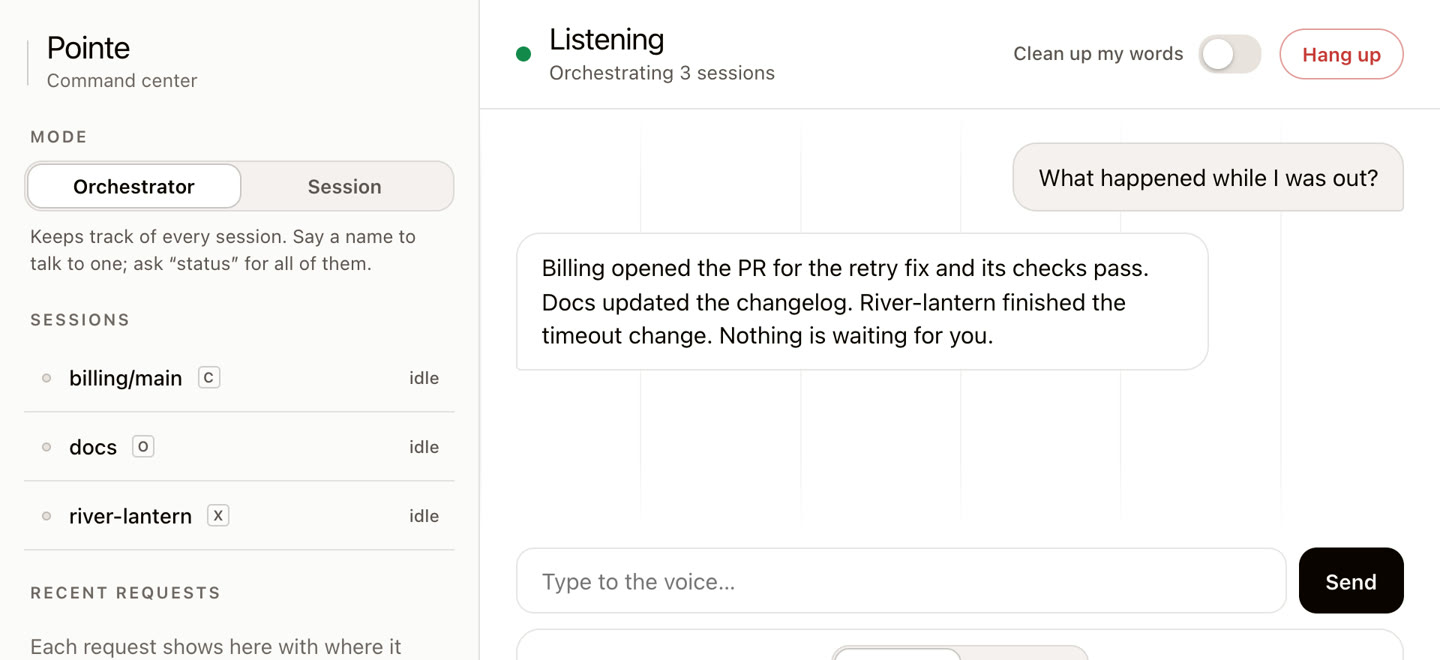 Pointe
Command center
MODE
Orchestrator
Session
Keeps track of every session. Say a name to
talk to one; ask “status” for all of them.
SESSIONS
billing/main C idle
docs O idle
river-lantern X idle
RECENT REQUESTS
Each request shows here with where it
Listening
Orchestrating 3 sessions
Clean up my words
Hang up
What happened while I was out?
Billing opened the PR for the retry fix and its checks pass.
Docs updated the changelog. River-lantern finished the
timeout change. Nothing is waiting for you.
Type to the voice...
Send